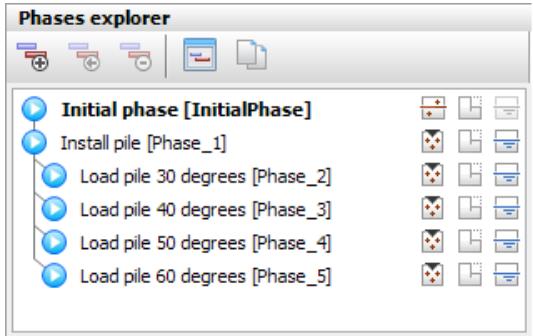 Phases explorer
Initial phase [InitialPhase]
Install pile [Phase_1]
Load pile 30 degrees [Phase_2]
Load pile 40 degrees [Phase_3]
Load pile 50 degrees [Phase_4]
Load pile 60 degrees [Phase_5]